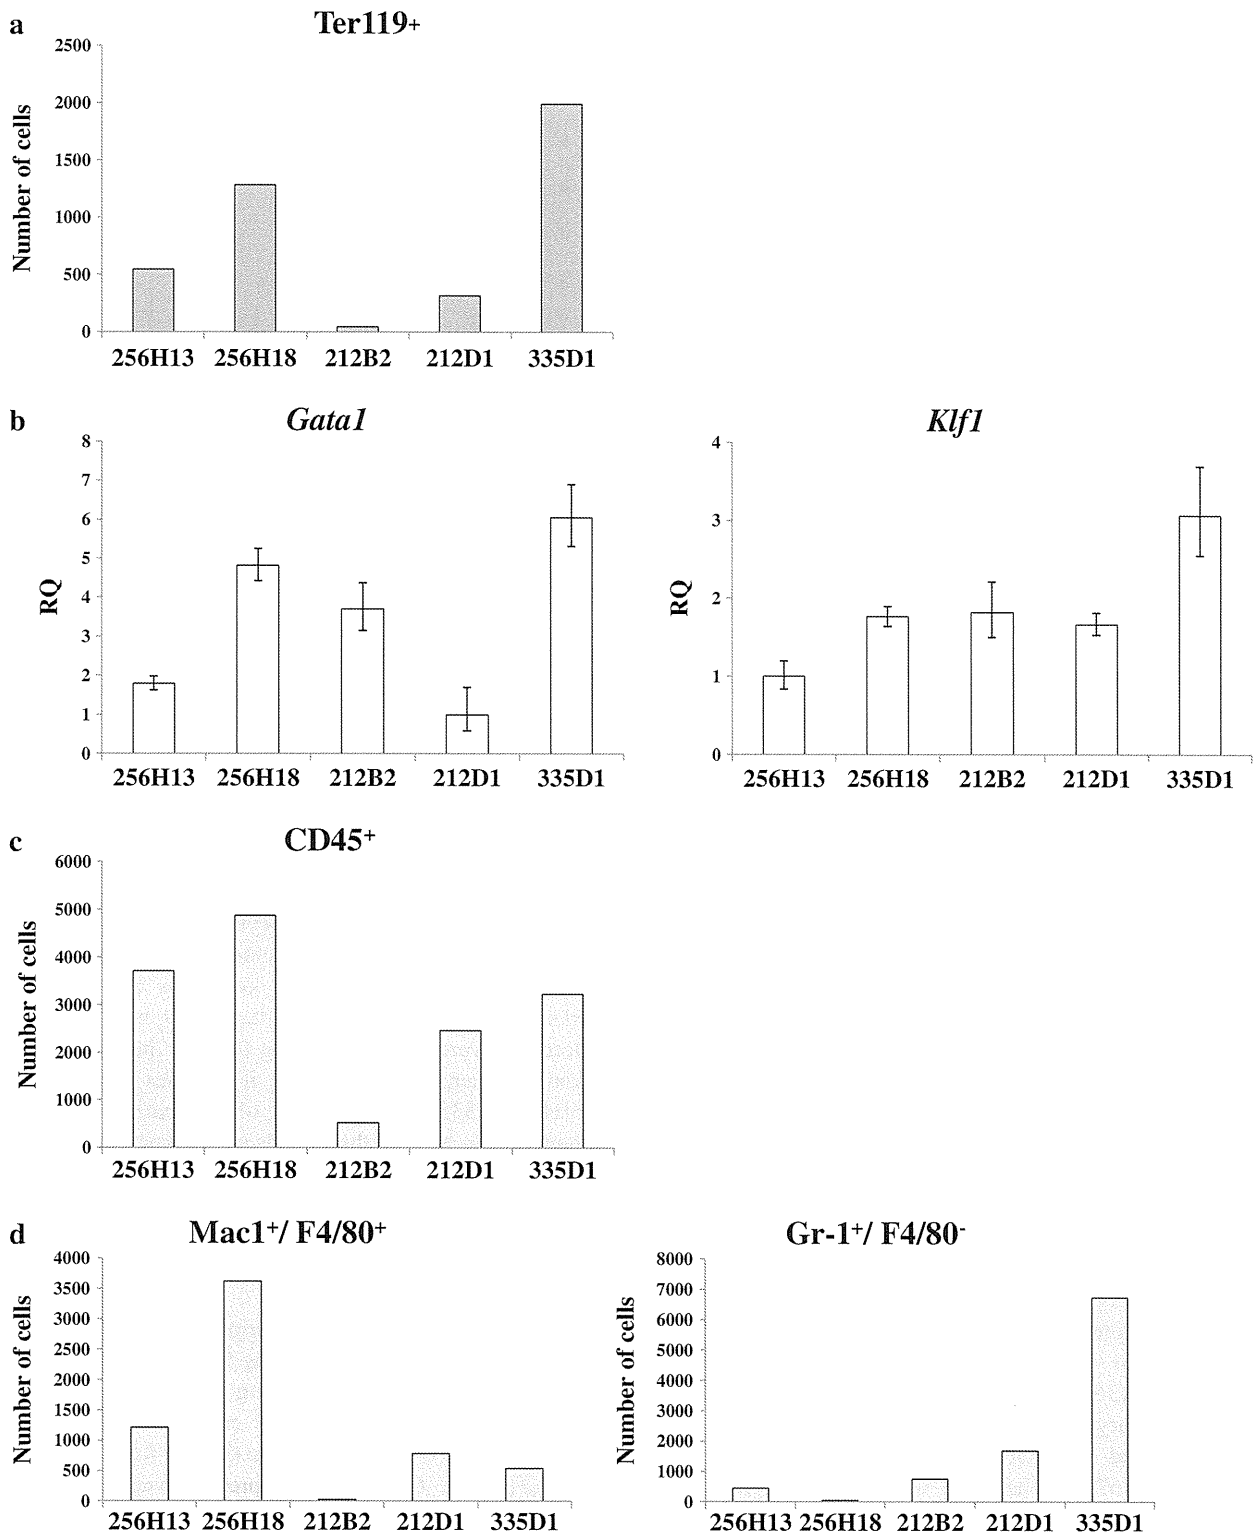 a
Ter119+
Number of cells
2500
2000
1500
1000
500
0
256H13 256H18 212B2 212D1 335D1
b
Gata1
RQ
8
7
6
5
4
3
2
1
0
256H13 256H18 212B2 212D1 335D1
Klf1
RQ
4
3
2
1
0
256H13 256H18 212B2 212D1 335D1
c
CD45+
Number of cells
6000
5000
4000
3000
2000
1000
0
256H13 256H18 212B2 212D1 335D1
d
Mac1+/ F4/80+
Number of cells
4000
3500
3000
2500
2000
1500
1000
500
0
256H13 256H18 212B2 212D1 335D1
Gr-1+/ F4/80-
Number of cells
8000
7000
6000
5000
4000
3000
2000
1000
0
256H13 256H18 212B2 212D1 335D1